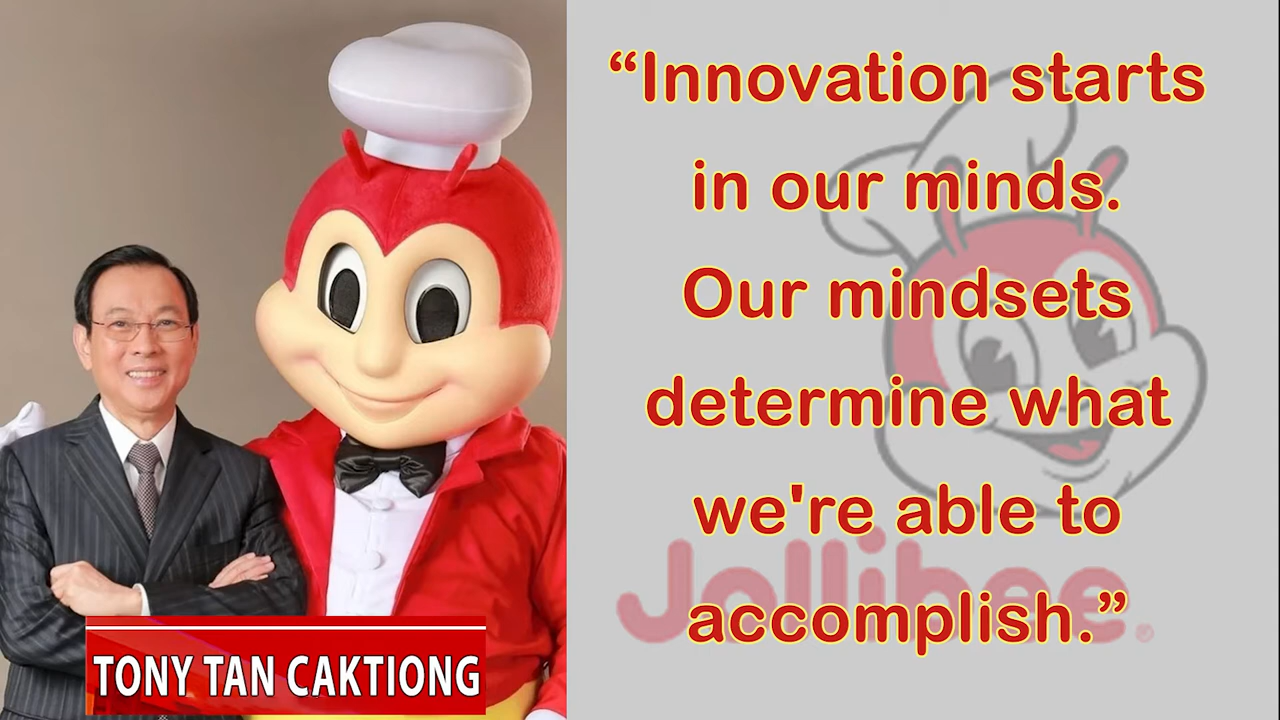 “Innovation starts
in our minds.
Our mindsets
determine what
we're able to
accomplish.”
Jollibee®
TONY TAN CAKTIONG